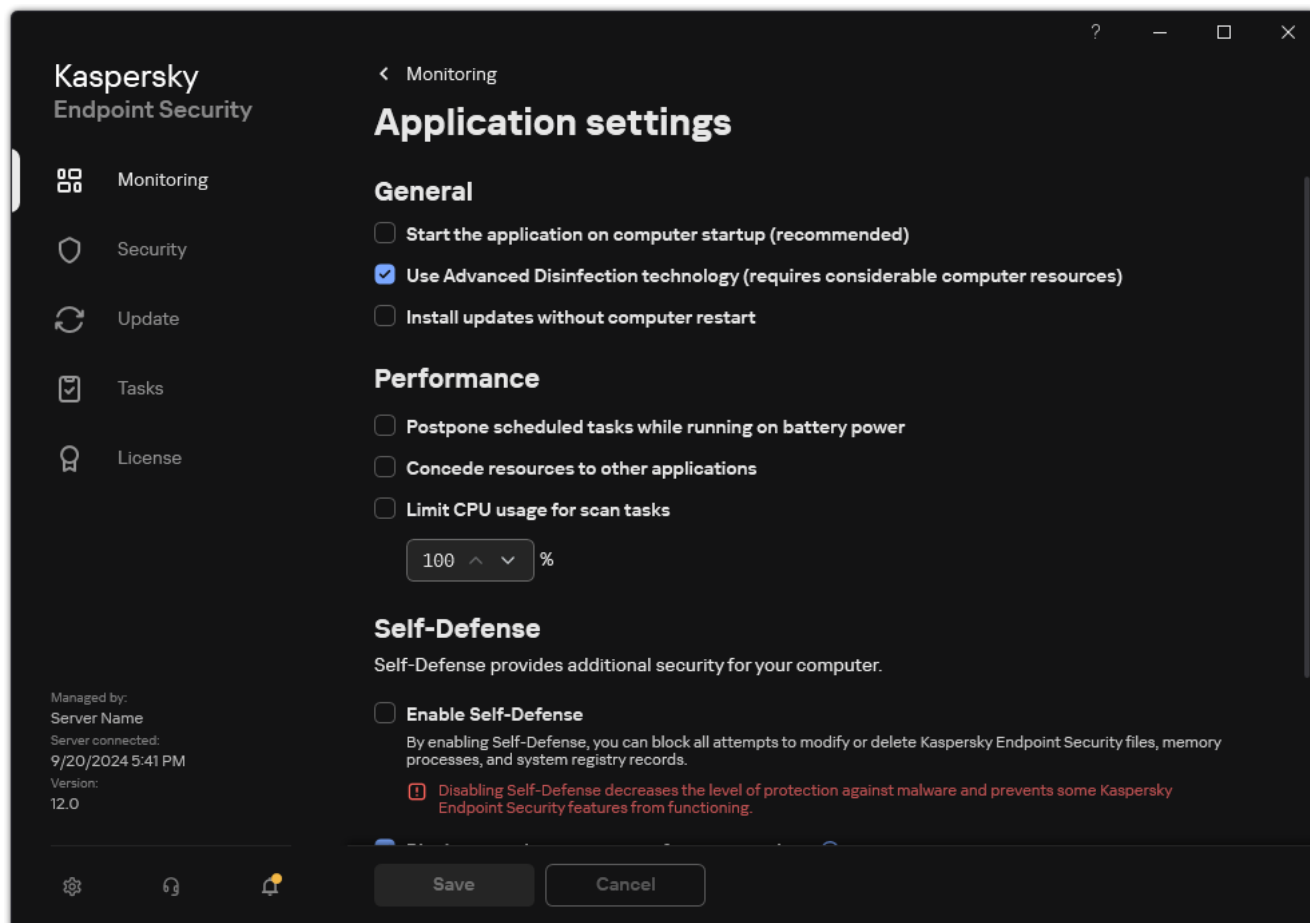 ?
Kaspersky
Endpoint Security
Monitoring
Security
Update
Tasks
License
Managed by:
Server Name
Server connected:
9/20/2024 5:41 PM
Version:
12.0
Monitoring
Application settings
General
Start the application on computer startup (recommended)
Use Advanced Disinfection technology (requires considerable computer resources)
Install updates without computer restart
Performance
Postpone scheduled tasks while running on battery power
Concede resources to other applications
Limit CPU usage for scan tasks
100 %
Self-Defense
Self-Defense provides additional security for your computer.
Enable Self-Defense
By enabling Self-Defense, you can block all attempts to modify or delete Kaspersky Endpoint Security files, memory
processes, and system registry records.
Disabling Self-Defense decreases the level of protection against malware and prevents some Kaspersky
Endpoint Security features from functioning.
Save
Cancel